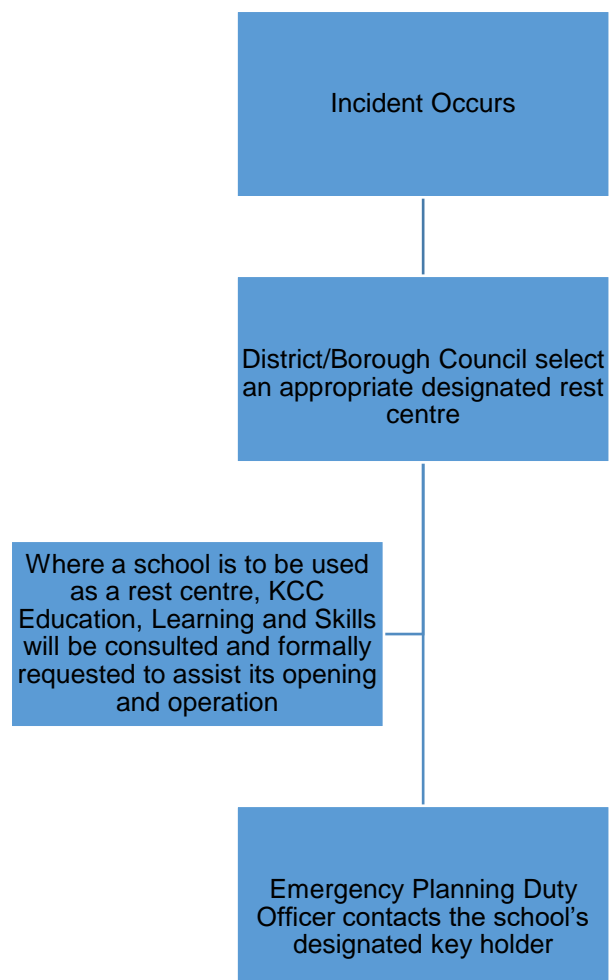 Incident Occurs
District/Borough Council select
an appropriate designated rest
centre
Where a school is to be used
as a rest centre, KCC
Education, Learning and Skills
will be consulted and formally
requested to assist its opening
and operation
Emergency Planning Duty
Officer contacts the school’s
designated key holder